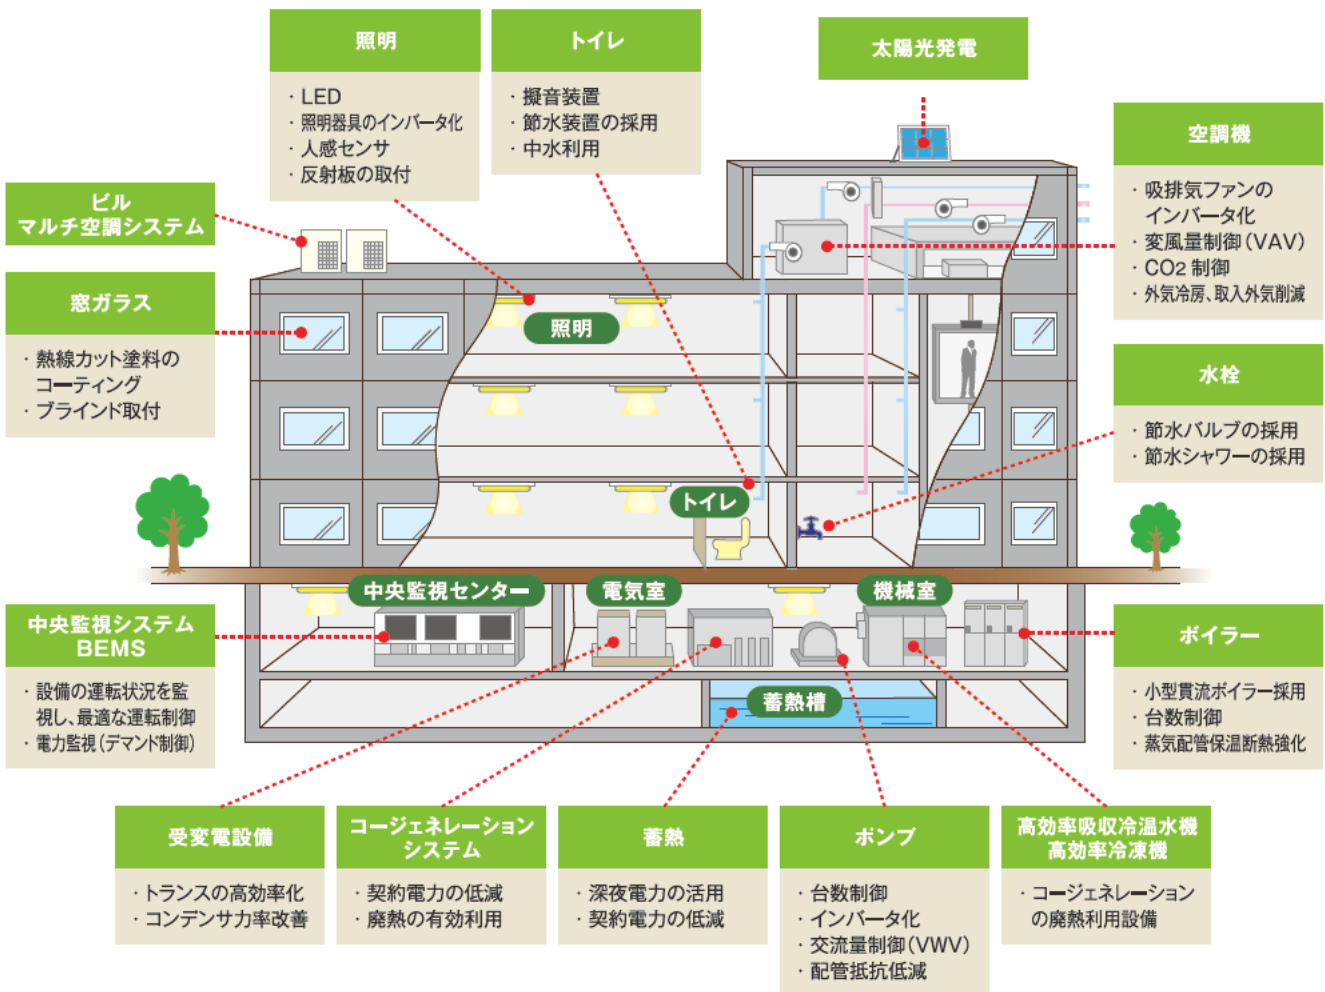 照明
・LED
・照明器具のインバータ化
・人感センサ
・反射板の取付
トイレ
・擬音装置
・節水装置の採用
・中水利用
太陽光発電
空調機
・吸排気ファンの
インバータ化
・変風量制御(VAV)
・CO2 制御
・外気冷房、取入外気削減
ビル
マルチ空調システム
窓ガラス
・熱線カット塗料の
コーティング
・ブラインド取付
水栓
・節水バルブの採用
・節水シャワーの採用
照明
トイレ
中央監視センター
電気室
機械室
蓄熱槽
中央監視システム
BEMS
・設備の運転状況を監
視し、最適な運転制御
・電力監視(デマンド制御)
ボイラー
・小型貫流ボイラー採用
・台数制御
・蒸気配管保温断熱強化
受変電設備
・トランスの高効率化
・コンデンサ力率改善
コージェネレーション
システム
・契約電力の低減
・廃熱の有効利用
蓄熱
・深夜電力の活用
・契約電力の低減
ポンプ
・台数制御
・インバータ化
・交流量制御(VWV)
・配管抵抗低減
高効率吸収冷温水機
高効率冷凍機
・コージェネレーション
の廃熱利用設備